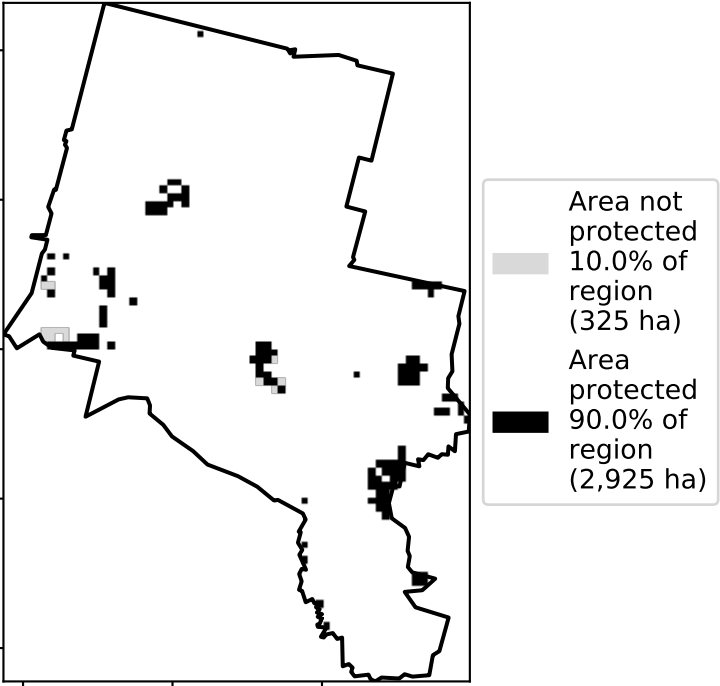 Area not
protected
10.0% of
region
(325 ha)
Area
protected
90.0% of
region
(2,925 ha)